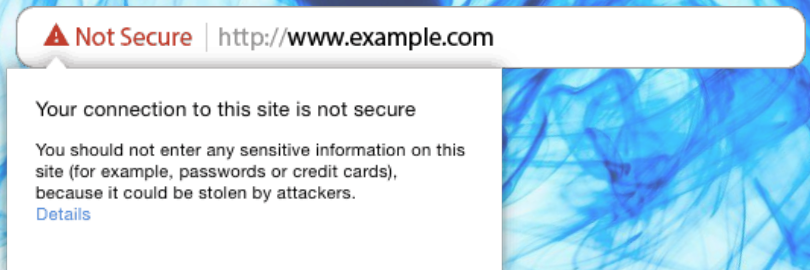 Not Secure http://www.example.com
Your connection to this site is not secure
You should not enter any sensitive information on this
site (for example, passwords or credit cards),
because it could be stolen by attackers.
Details